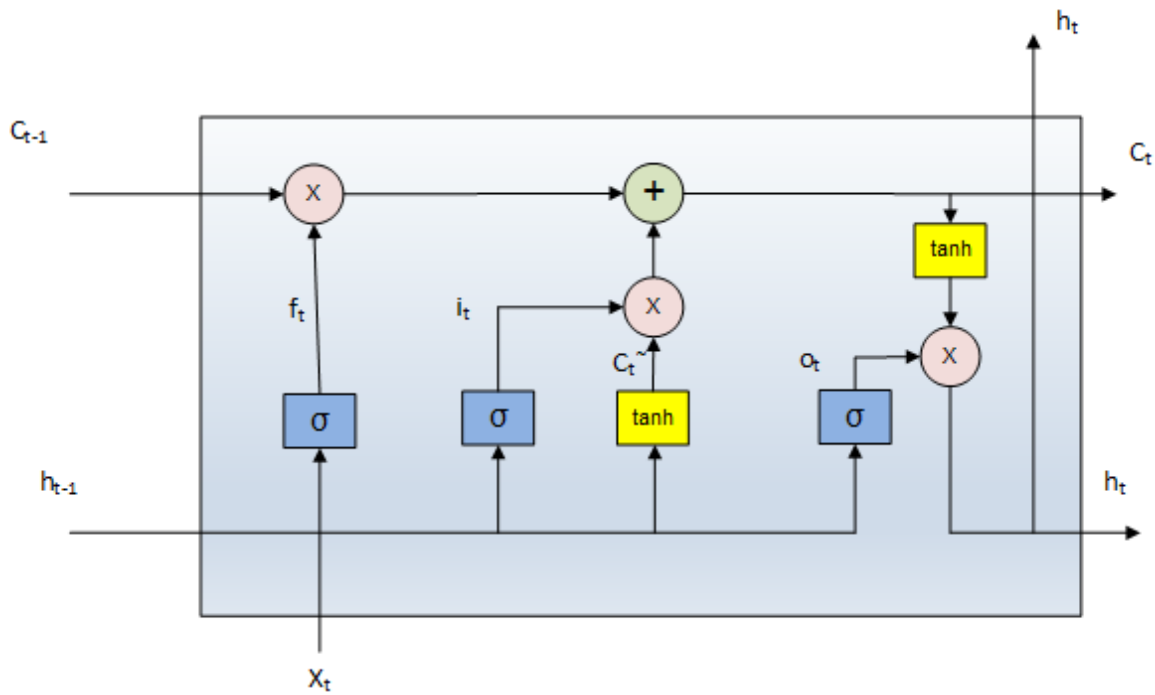 hₜ
Cₜ₋₁
Cₜ
x
+
tanh
fₜ
iₜ
x
Cₜ~
oₜ
x
σ
σ
tanh
σ
hₜ₋₁
hₜ
Xₜ